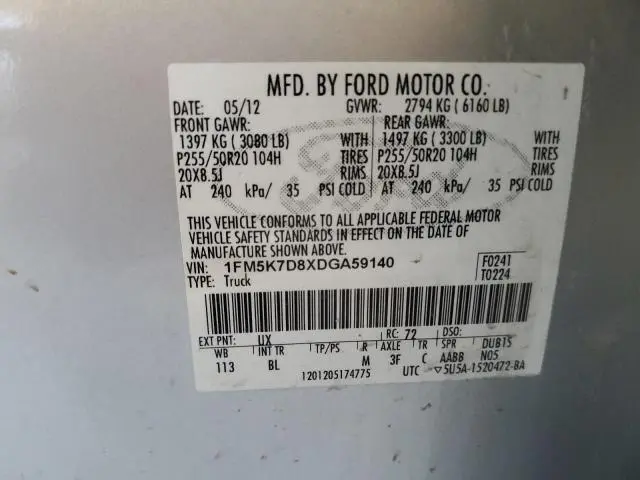 MFD. BY FORD MOTOR CO.
DATE: 05/12 GVWR: 2794 KG ( 6160 LB)
FRONT GAWR: REAR GAWR:
1397 KG ( 3080 LB) WITH 1497 KG ( 3300 LB) WITH
P255/50R20 104H TIRES P255/50R20 104H TIRES
20X8.5J RIMS 20X8.5J RIMS
AT 240 kPa/ 35 PSI COLD AT 240 kPa/ 35 PSI COLD
THIS VEHICLE CONFORMS TO ALL APPLICABLE FEDERAL MOTOR
VEHICLE SAFETY STANDARDS IN EFFECT ON THE DATE OF
MANUFACTURE SHOWN ABOVE.
VIN: 1FM5K7D8XDGA59140 F0241
TYPE: Truck T0224
EXT PNT: UX RC: 72 DSO:
WB INT TR TP/PS R AXLE TR SPR DUB1S
113 BL M 3F C AABB N05
1201205174775 UTC ▽5U5A-1520472-BA
Ford